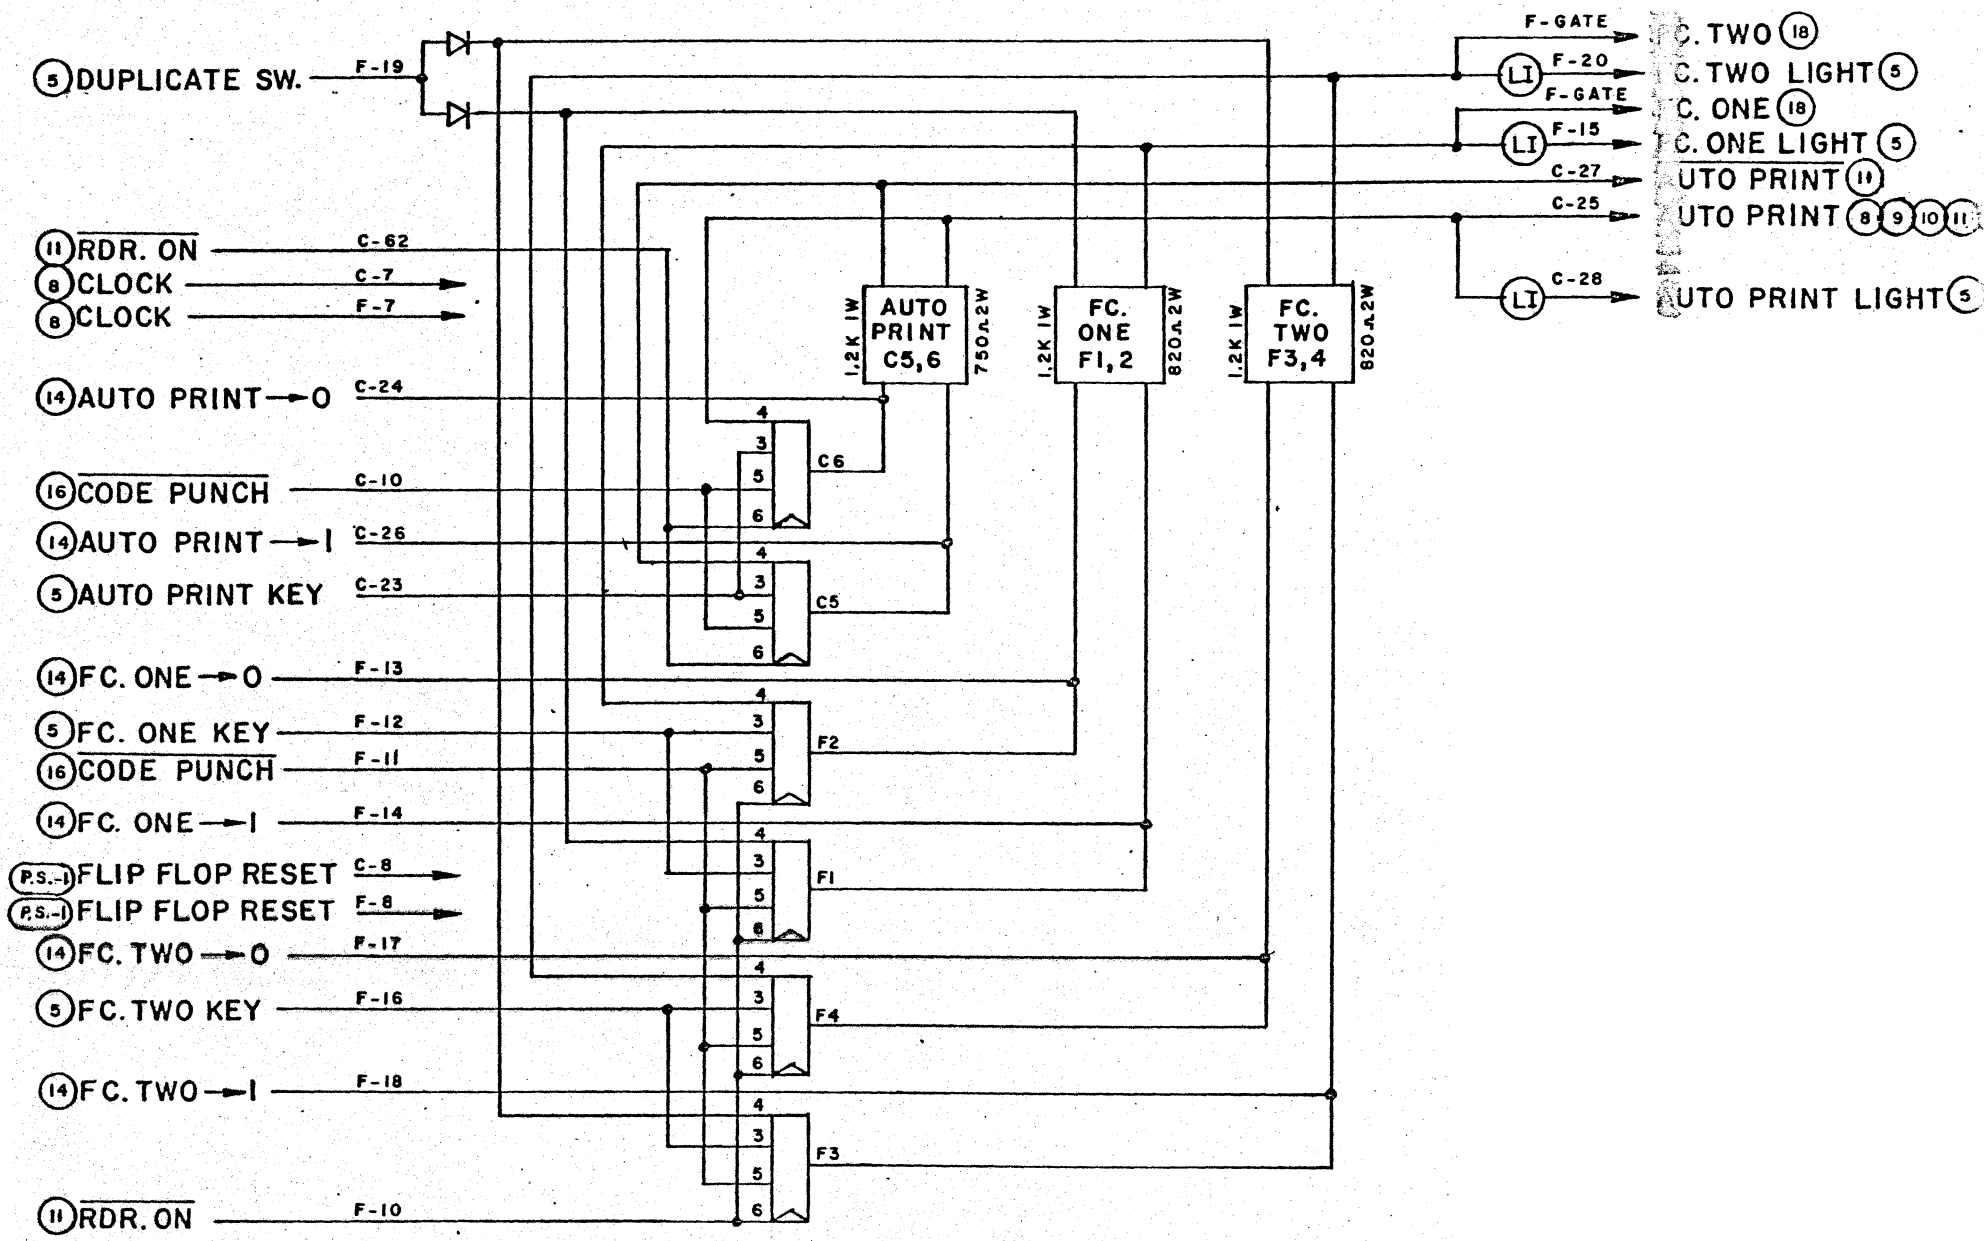 5 DUPLICATE SW. F-19
11 RDR. ON C-62
8 CLOCK C-7
8 CLOCK F-7
14 AUTO PRINT→0 C-24
16 CODE PUNCH C-10
14 AUTO PRINT→1 C-26
5 AUTO PRINT KEY C-23
14 FC. ONE→0 F-13
5 FC. ONE KEY F-12
16 CODE PUNCH F-11
14 FC. ONE→1 F-14
P.S.-1 FLIP FLOP RESET C-8
P.S.-1 FLIP FLOP RESET F-8
14 FC. TWO→0 F-17
5 FC. TWO KEY F-16
14 FC. TWO→1 F-18
11 RDR. ON F-10
4
3
5
6
C6
4
3
5
6
C5
4
3
5
6
F2
4
3
5
6
F1
4
3
5
6
F4
4
3
5
6
F3
1.2K 1W
AUTO
PRINT
C5,6
750Ω 2W
1.2K 1W
FC.
ONE
F1,2
820Ω 2W
1.2K 1W
FC.
TWO
F3,4
820Ω 2W
F-GATE C. TWO 18
LI F-20 C. TWO LIGHT 5
F-GATE C. ONE 18
LI F-15 C. ONE LIGHT 5
C-27 UTO PRINT 11
C-25 UTO PRINT 8 9 10 11
LI C-28 AUTO PRINT LIGHT 5